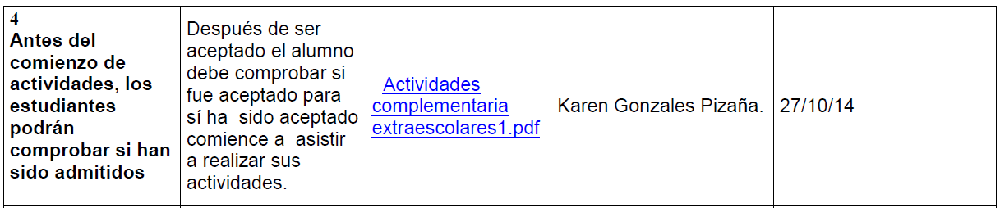 4
Antes del
comienzo de
actividades, los
estudiantes
podrán
comprobar si han
sido admitidos
Después de ser
aceptado el alumno
debe comprobar si
fue aceptado para
sí ha sido aceptado
comience a asistir
a realizar sus
actividades.
Actividades
complementaria
extraescolares1.pdf
Karen Gonzales Pizaña.
27/10/14